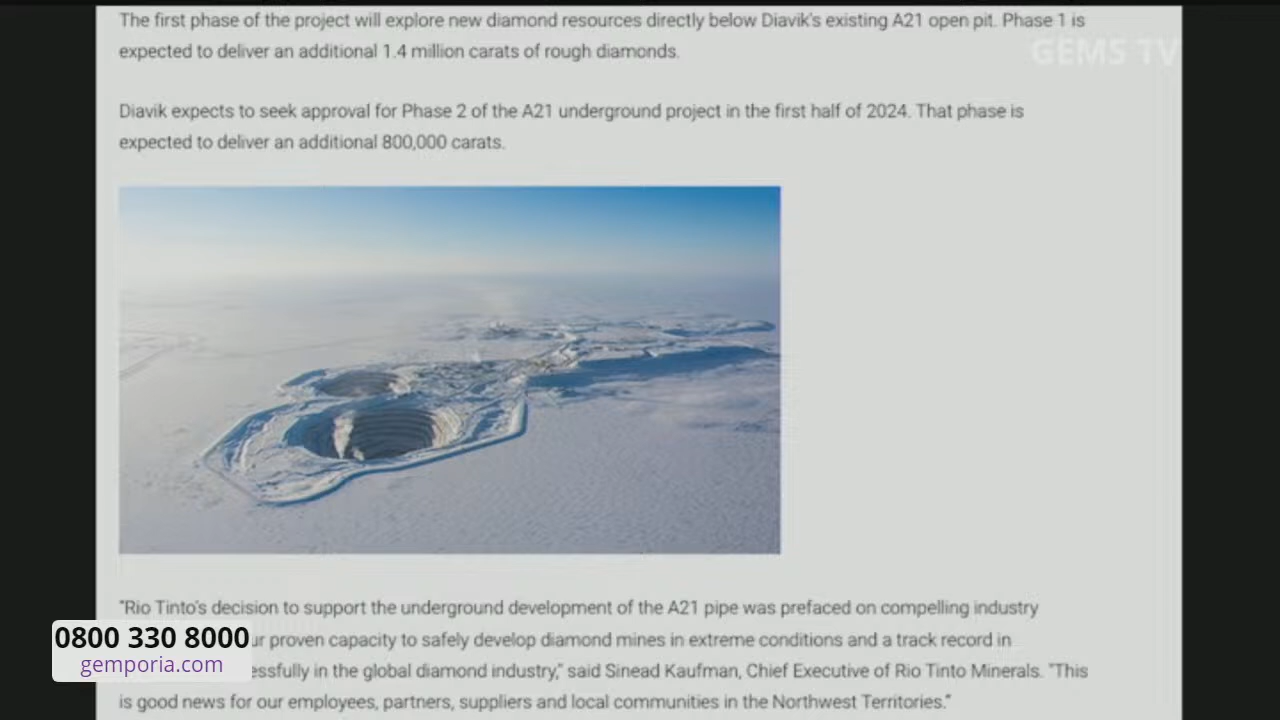 The first phase of the project will explore new diamond resources directly below Diavik's existing A21 open pit. Phase 1 is
GEMS TV
expected to deliver an additional 1.4 million carats of rough diamonds.
Diavik expects to seek approval for Phase 2 of the A21 underground project in the first half of 2024. That phase is
expected to deliver an additional 800,000 carats.
"Rio Tinto's decision to support the underground development of the A21 pipe was prefaced on compelling industry
0800 330 8000
proven capacity to safely develop diamond mines in extreme conditions and a track record in
gemporia.com
in the global diamond industry," said Sinead Kaufman, Chief Executive of Rio Tinto Minerals. "This
is good news for our employees, partners, suppliers and local communities in the Northwest Territories."